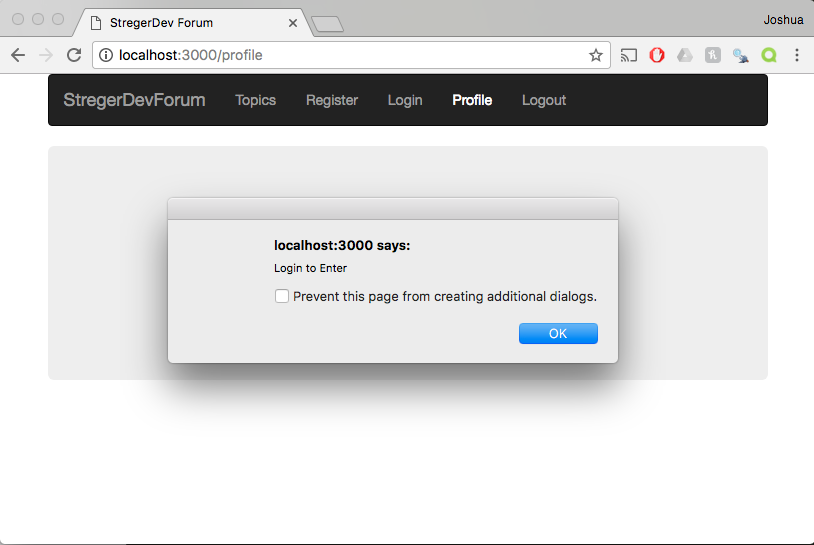 StregerDev Forum
Joshua
localhost:3000/profile
StregerDevForum Topics Register Login Profile Logout
localhost:3000 says:
Login to Enter
Prevent this page from creating additional dialogs.
OK